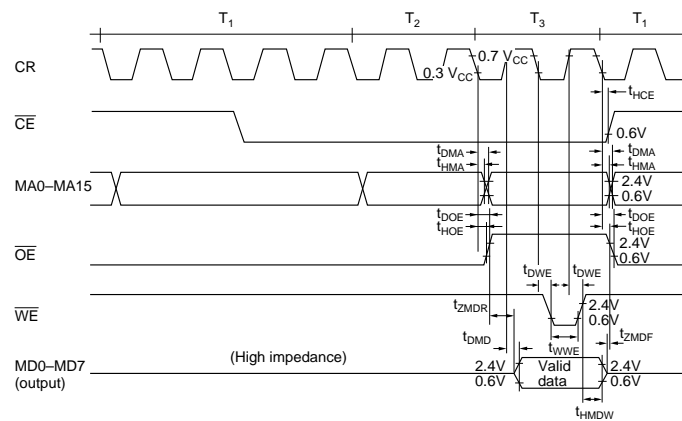 T1 T2 T3 T1
CR
0.7 VCC
0.3 VCC
tHCE
CE
0.6V
tDMA tDMA
tHMA tHMA
MA0–MA15
2.4V
0.6V
tDOE tDOE
tHOE tHOE
OE
2.4V
0.6V
tDWE tDWE
WE
tZMDR
2.4V
0.6V
tZMDF
tDMD
tWWE
MD0–MD7
(output)
(High impedance)
2.4V
0.6V
Valid
data
2.4V
0.6V
tHMDW